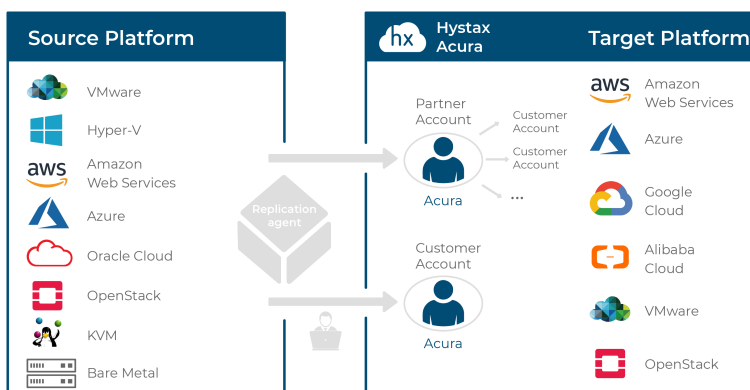 Source Platform
VMware
Hyper-V
aws
Amazon
Web Services
Azure
Oracle Cloud
OpenStack
KVM
Bare Metal
Replication
agent
hx
Hystax
Acura
Target Platform
Partner
Account
Acura
Customer
Account
Customer
Account
...
Customer
Account
Acura
aws
Amazon
Web Services
Azure
Google
Cloud
Alibaba
Cloud
VMware
OpenStack